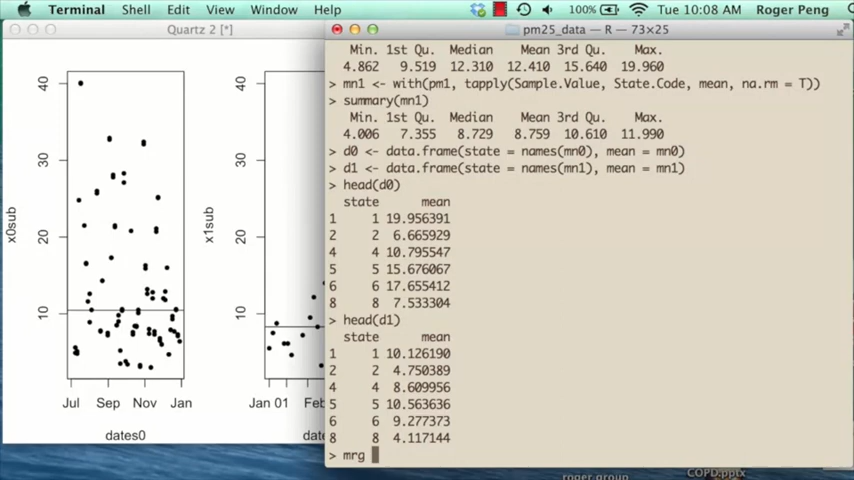 Terminal Shell Edit View Window Help 100% Tue 10:08 AM Roger Peng
Quartz 2 [*]
pm25_data — R — 73×25
Min. 1st Qu. Median Mean 3rd Qu. Max.
4.862 9.519 12.310 12.410 15.640 19.960
> mn1 <- with(pm1, tapply(Sample.Value, State.Code, mean, na.rm = T))
> summary(mn1)
Min. 1st Qu. Median Mean 3rd Qu. Max.
4.006 7.355 8.729 8.759 10.610 11.990
> d0 <- data.frame(state = names(mn0), mean = mn0)
> d1 <- data.frame(state = names(mn1), mean = mn1)
> head(d0)
state mean
1 1 19.956391
2 2 6.665929
4 4 10.795547
5 5 15.676067
6 6 17.655412
8 8 7.533304
> head(d1)
state mean
1 1 10.126190
2 2 4.750389
4 4 8.609956
5 5 10.563636
6 6 9.277373
8 8 4.117144
> mrg
x0sub
40
30
20
10
Jul Sep Nov Jan
dates0
x1sub
40
30
20
10
Jan 01 Feb
roger.group
COPD.pptx